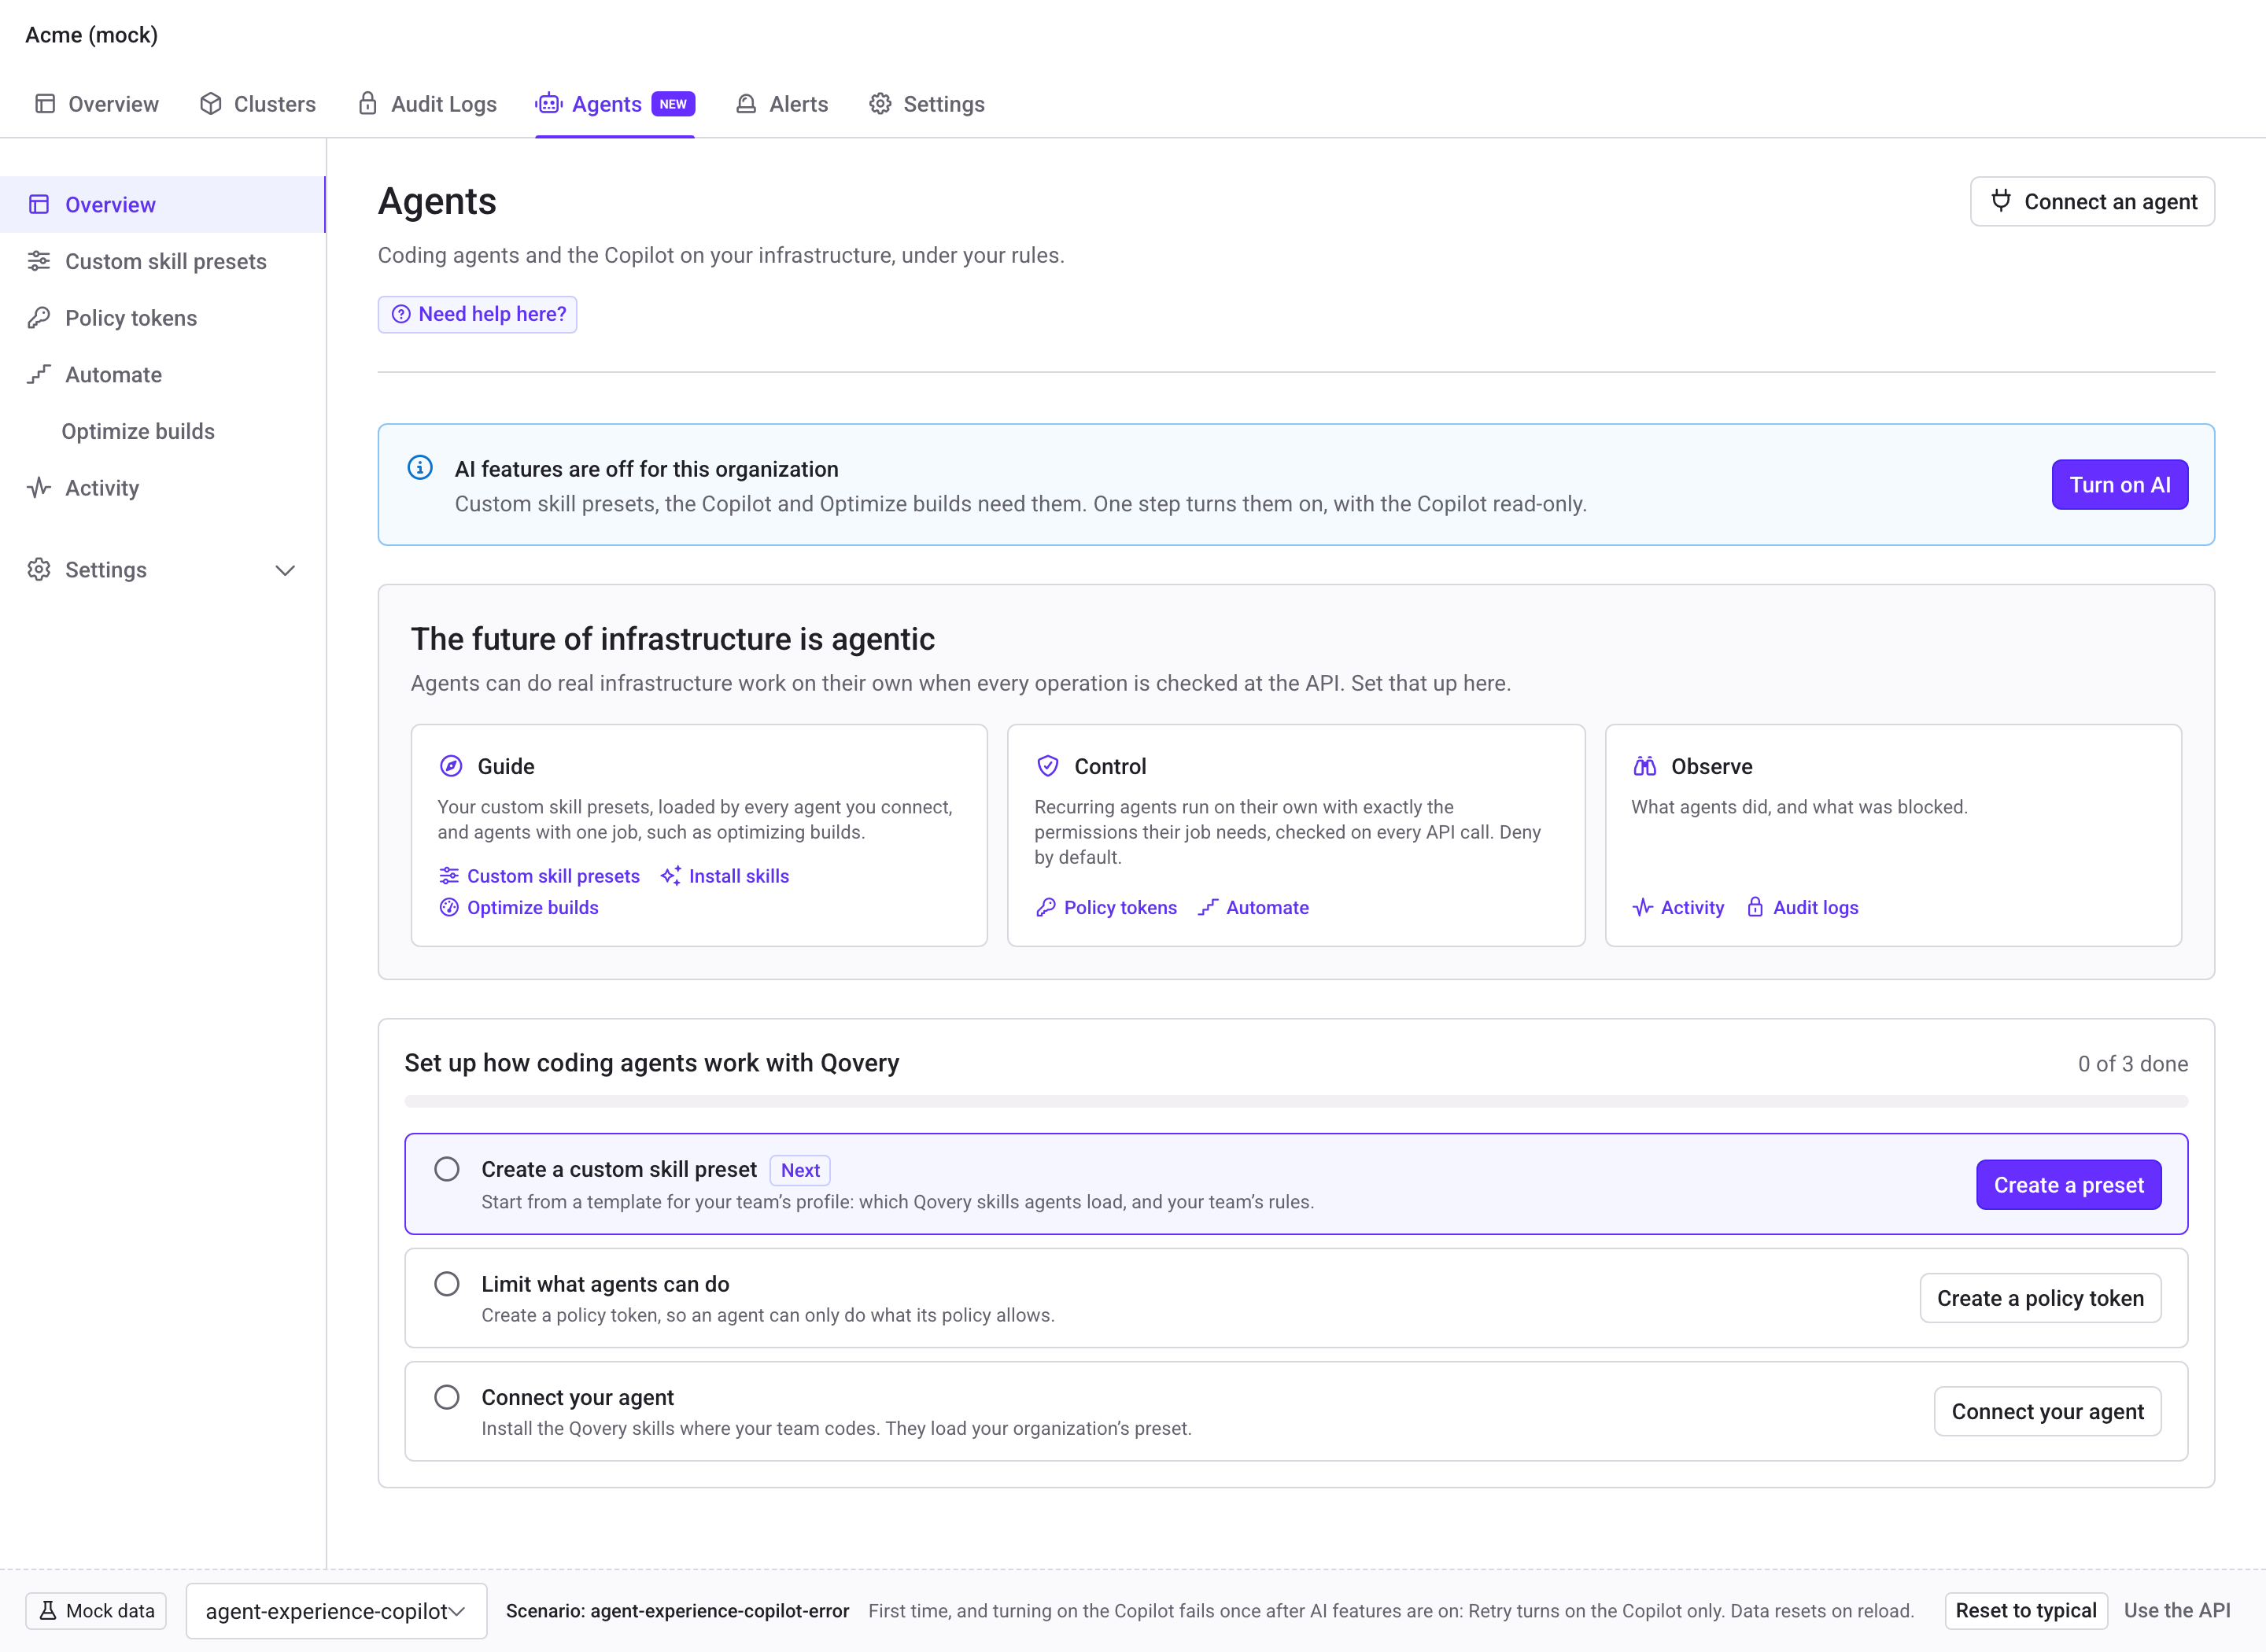 Acme (mock)
Overview
Clusters
Audit Logs
Agents NEW
Alerts
Settings
Overview
Custom skill presets
Policy tokens
Automate
Optimize builds
Activity
Settings
Agents
Connect an agent
Coding agents and the Copilot on your infrastructure, under your rules.
Need help here?
AI features are off for this organization
Custom skill presets, the Copilot and Optimize builds need them. One step turns them on, with the Copilot read-only.
Turn on AI
The future of infrastructure is agentic
Agents can do real infrastructure work on their own when every operation is checked at the API. Set that up here.
Guide
Your custom skill presets, loaded by every agent you connect,
and agents with one job, such as optimizing builds.
Custom skill presets
Install skills
Optimize builds
Control
Recurring agents run on their own with exactly the
permissions their job needs, checked on every API call. Deny
by default.
Policy tokens
Automate
Observe
What agents did, and what was blocked.
Activity
Audit logs
Set up how coding agents work with Qovery
0 of 3 done
Create a custom skill preset Next
Start from a template for your team’s profile: which Qovery skills agents load, and your team’s rules.
Create a preset
Limit what agents can do
Create a policy token, so an agent can only do what its policy allows.
Create a policy token
Connect your agent
Install the Qovery skills where your team codes. They load your organization’s preset.
Connect your agent
Mock data
agent-experience-copilot
Scenario: agent-experience-copilot-error
First time, and turning on the Copilot fails once after AI features are on: Retry turns on the Copilot only. Data resets on reload.
Reset to typical
Use the API